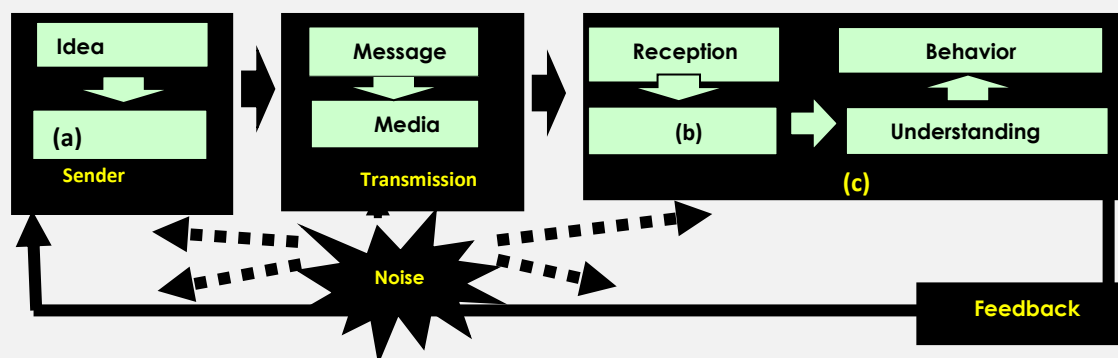 Idea
(a)
Sender
Message
Media
Transmission
Reception
(b)
Behavior
Understanding
(c)
Noise
Feedback